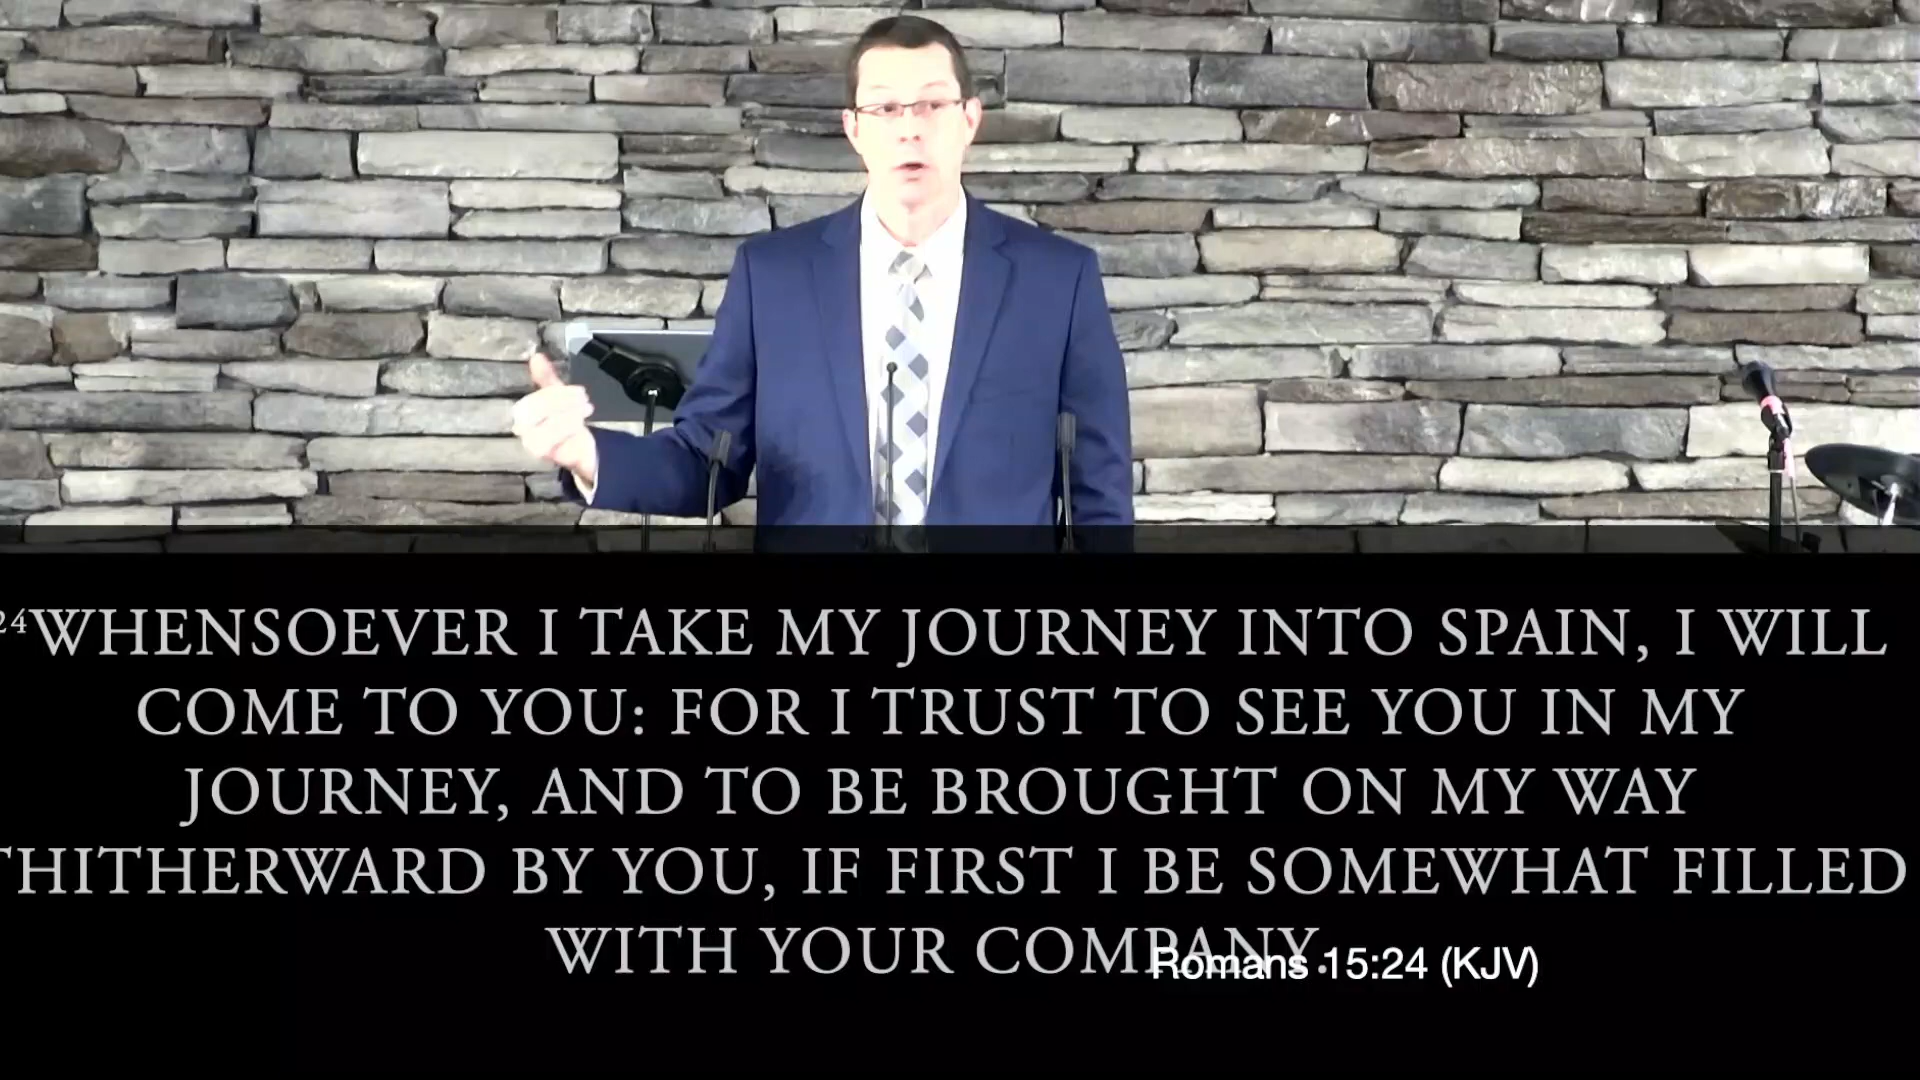 24WHENSOEVER I TAKE MY JOURNEY INTO SPAIN, I WILL
COME TO YOU: FOR I TRUST TO SEE YOU IN MY
JOURNEY, AND TO BE BROUGHT ON MY WAY
THITHERWARD BY YOU, IF FIRST I BE SOMEWHAT FILLED
WITH YOUR COMPANY.
Romans 15:24 (KJV)